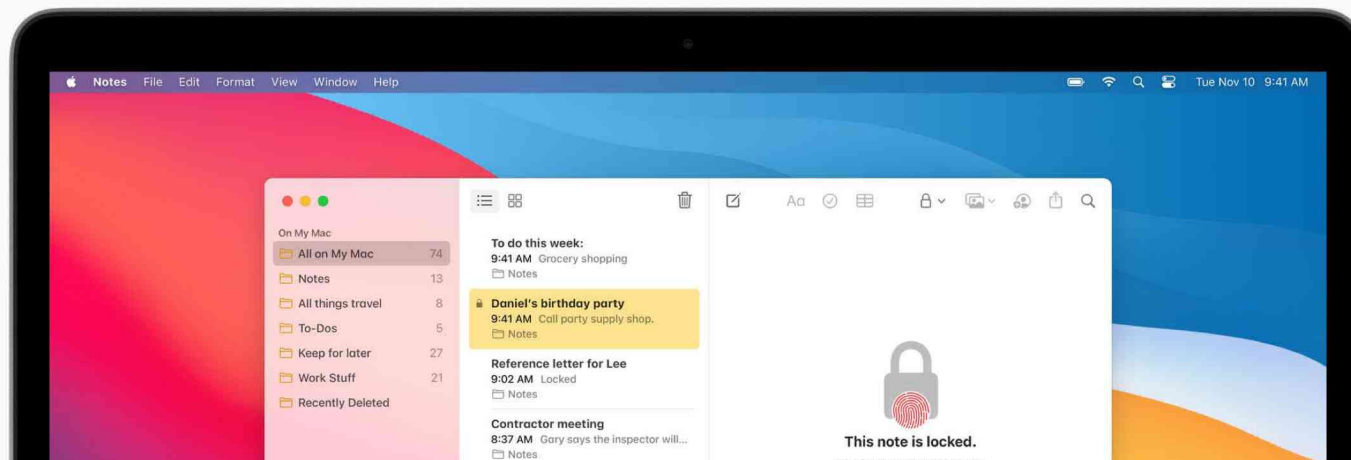 Notes File Edit Format View Window Help
Tue Nov 10 9:41 AM
On My Mac
All on My Mac 74
Notes 13
All things travel 8
To-Dos 5
Keep for later 27
Work Stuff 21
Recently Deleted
To do this week:
9:41 AM Grocery shopping
Notes
Daniel's birthday party
9:41 AM Call party supply shop.
Notes
Reference letter for Lee
9:02 AM Locked
Notes
Contractor meeting
8:37 AM Gary says the inspector will...
Notes
Aa
This note is locked.